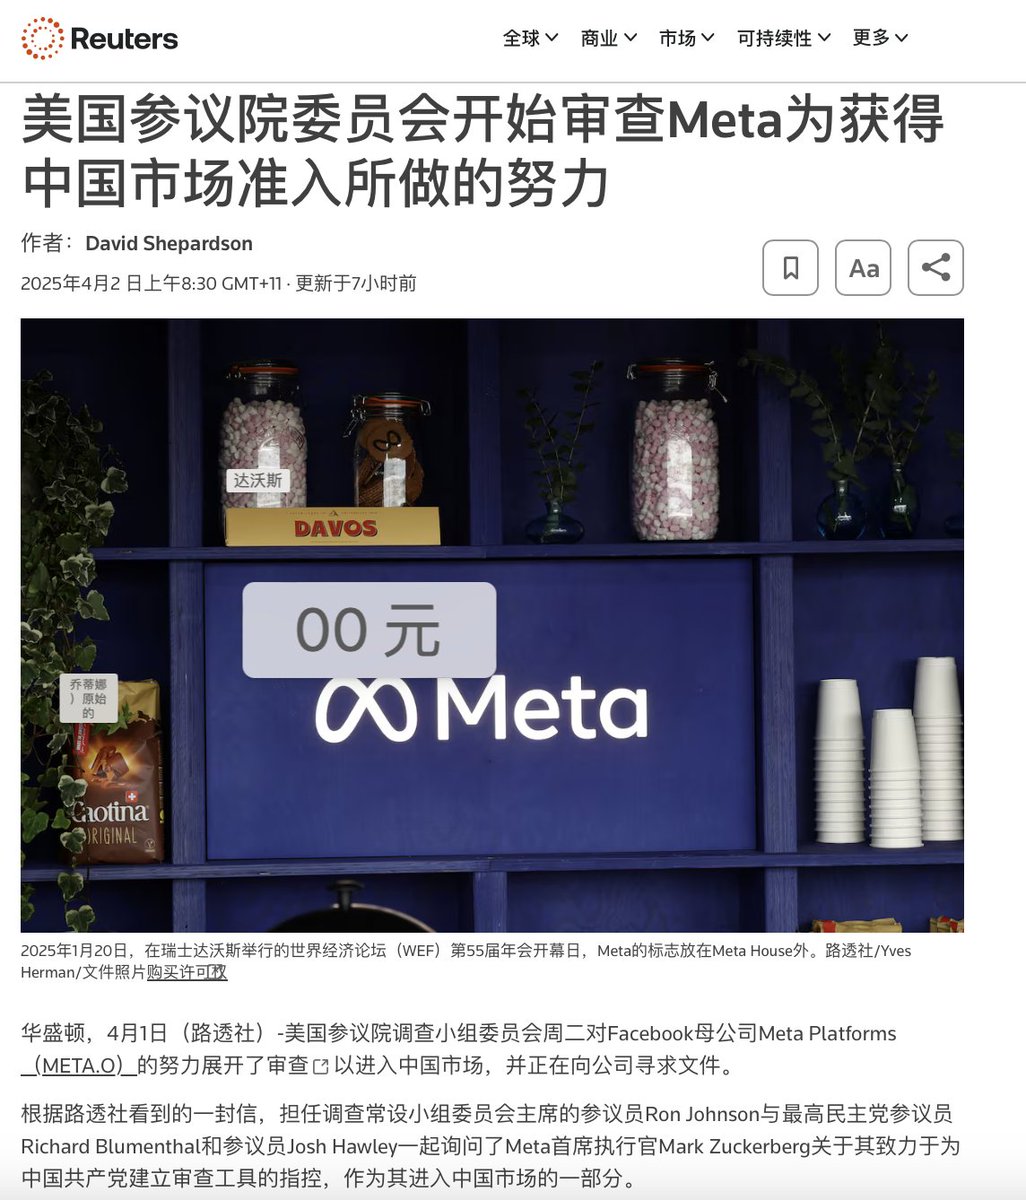 Reuters
全球 商业 市场 可持续性 更多
美国参议院委员会开始审查Meta为获得
中国市场准入所做的努力
作者：David Shepardson
2025年4月2 日上午8:30 GMT+11 · 更新于7小时前
Aa
达沃斯
DAVOS
00 元
Meta
乔蒂娜
）原始
的
Caotina
ORIGINAL
2025年1月20日，在瑞士达沃斯举行的世界经济论坛（WEF）第55届年会开幕日，Meta的标志放在Meta House外。路透社/Yves
Herman/文件照片购买许可权
华盛顿，4月1日（路透社）-美国参议院调查小组委员会周二对Facebook母公司Meta Platforms
（META.O）的努力展开了审查以进入中国市场，并正在向公司寻求文件。
根据路透社看到的一封信，担任调查常设小组委员会主席的参议员Ron Johnson与最高民主党参议员
Richard Blumenthal和参议员Josh Hawley一起询问了Meta首席执行官Mark Zuckerberg关于其致力于为
中国共产党建立审查工具的指控，作为其进入中国市场的一部分。